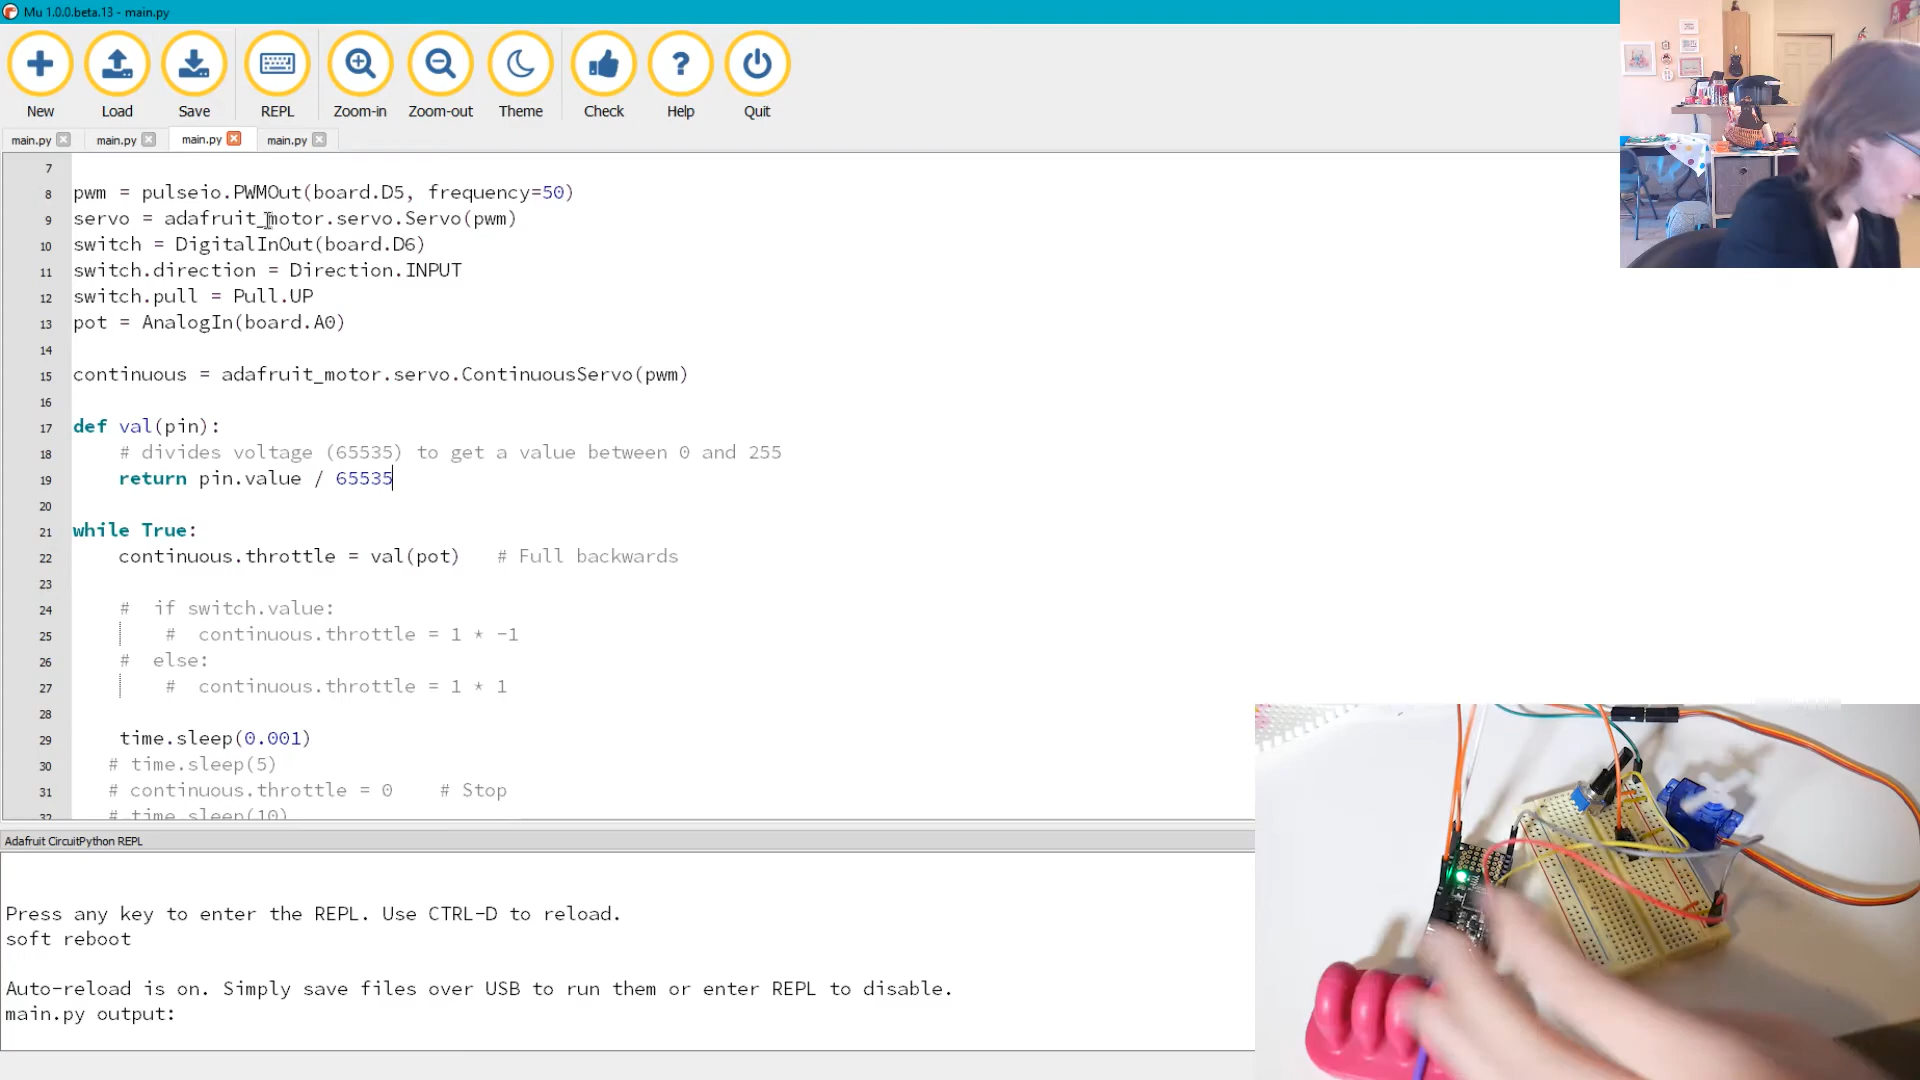 Mu 1.0.0.beta.13 - main.py
New
Load
Save
REPL
Zoom-in
Zoom-out
Theme
Check
?
Help
Quit
main.py
main.py
main.py
main.py
7
8 pwm = pulseio.PWMOut(board.D5, frequency=50)
9 servo = adafruit_motor.servo.Servo(pwm)
10 switch = DigitalInOut(board.D6)
11 switch.direction = Direction.INPUT
12 switch.pull = Pull.UP
13 pot = AnalogIn(board.A0)
14
15 continuous = adafruit_motor.servo.ContinuousServo(pwm)
16
17 def val(pin):
18 # divides voltage (65535) to get a value between 0 and 255
19 return pin.value / 65535
20
21 while True:
22 continuous.throttle = val(pot) # Full backwards
23
24 # if switch.value:
25 # continuous.throttle = 1 * -1
26 # else:
27 # continuous.throttle = 1 * 1
28
29 time.sleep(0.001)
30 # time.sleep(5)
31 # continuous.throttle = 0 # Stop
32 # time.sleep(10)
Adafruit CircuitPython REPL
Press any key to enter the REPL. Use CTRL-D to reload.
soft reboot
Auto-reload is on. Simply save files over USB to run them or enter REPL to disable.
main.py output: